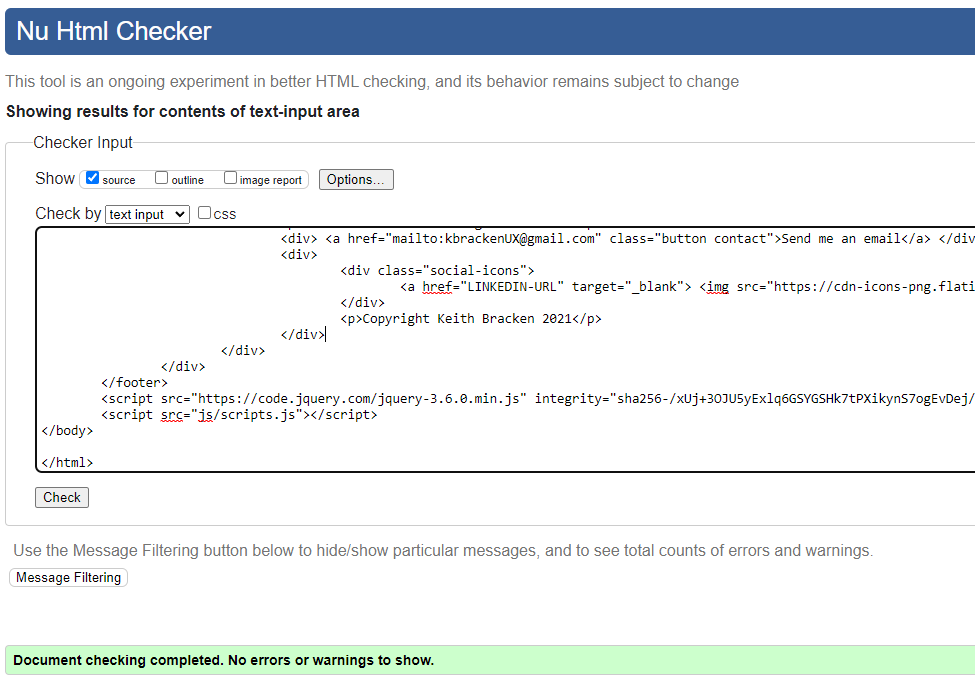 Nu Html Checker
This tool is an ongoing experiment in better HTML checking, and its behavior remains subject to change
Showing results for contents of text-input area
Checker Input
Show source outline image report Options...
Check by text input css
<div> <a href="mailto:kbrackenUX@gmail.com" class="button contact">Send me an email</a> </div
<div>
<div class="social-icons">
<a href="LINKEDIN-URL" target="_blank"> <img src="https://cdn-icons-png.flati
</div>
<p>Copyright Keith Bracken 2021</p>
</div>
</div>
</div>
</footer>
<script src="https://code.jquery.com/jquery-3.6.0.min.js" integrity="sha256-/xUj+3OJU5yExlq6GSYGSHk7tPXikynS7ogEvDej/
<script src="js/scripts.js"></script>
</body>
</html>
Check
Use the Message Filtering button below to hide/show particular messages, and to see total counts of errors and warnings.
Message Filtering
Document checking completed. No errors or warnings to show.